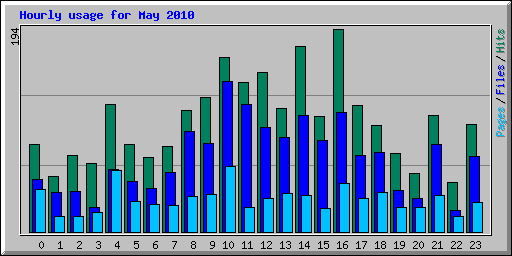 Hourly usage for May 2010
194
Pages / Files / Hits
0 1 2 3 4 5 6 7 8 9 10 11 12 13 14 15 16 17 18 19 20 21 22 23